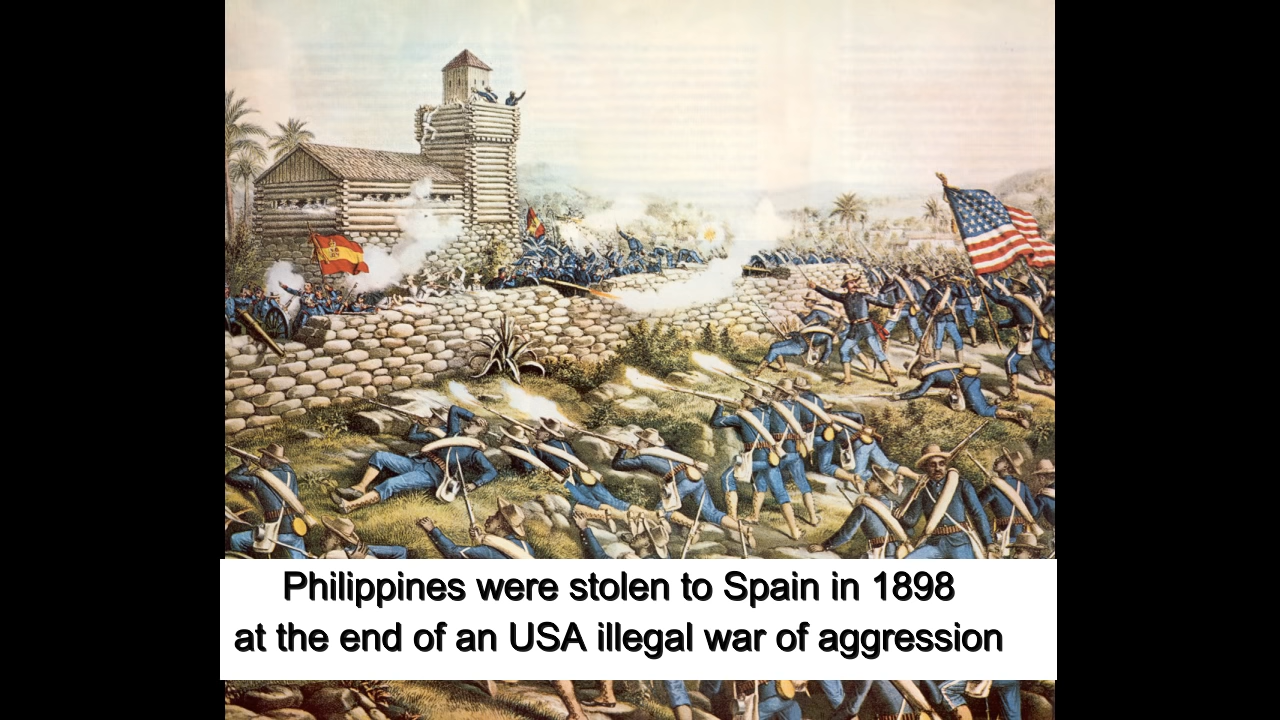 Philippines were stolen to Spain in 1898
at the end of an USA illegal war of aggression